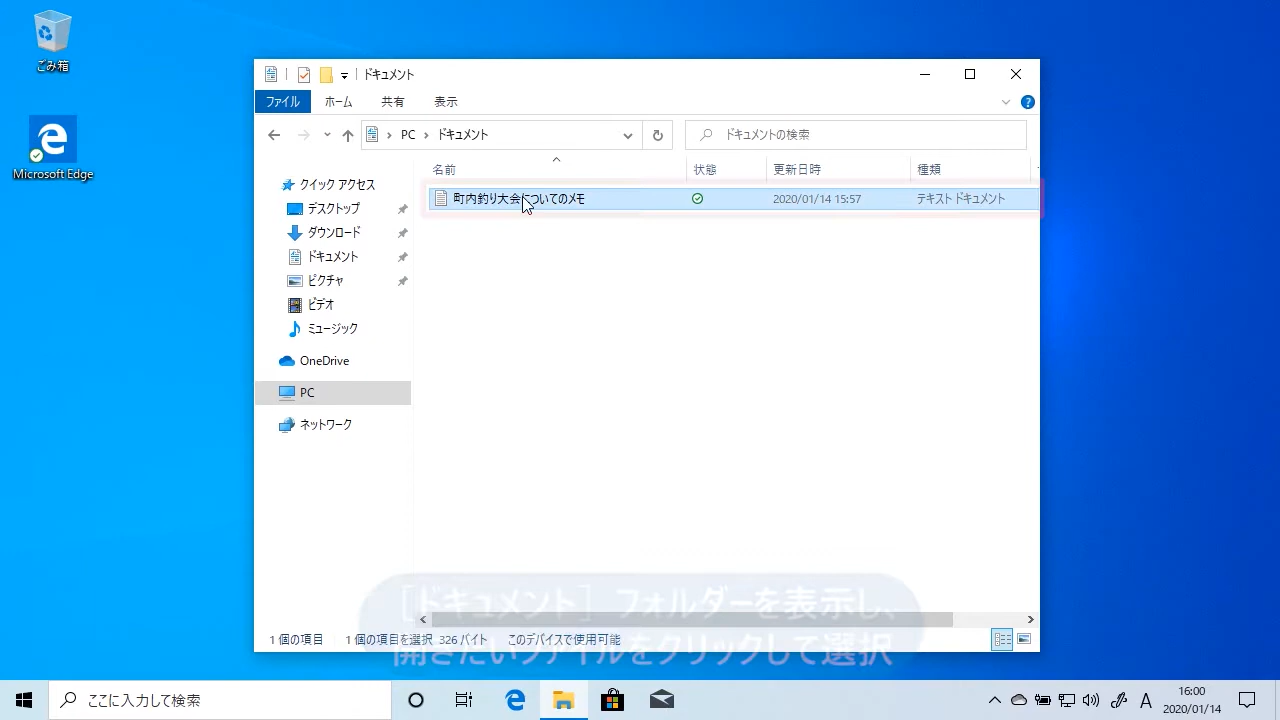 ごみ箱
Microsoft Edge
ドキュメント
ファイル ホーム 共有 表示
PC ドキュメント
ドキュメントの検索
名前 状態 更新日時 種類
町内釣り大会についてのメモ 2020/01/14 15:57 テキスト ドキュメント
クイック アクセス
デスクトップ
ダウンロード
ドキュメント
ピクチャ
ビデオ
ミュージック
OneDrive
PC
ネットワーク
［ドキュメント］フォルダーを表示し、
開きたいファイルをクリックして選択
1 個の項目 1 個の項目を選択 326 バイト このデバイスで使用可能
ここに入力して検索
A
16:00
2020/01/14